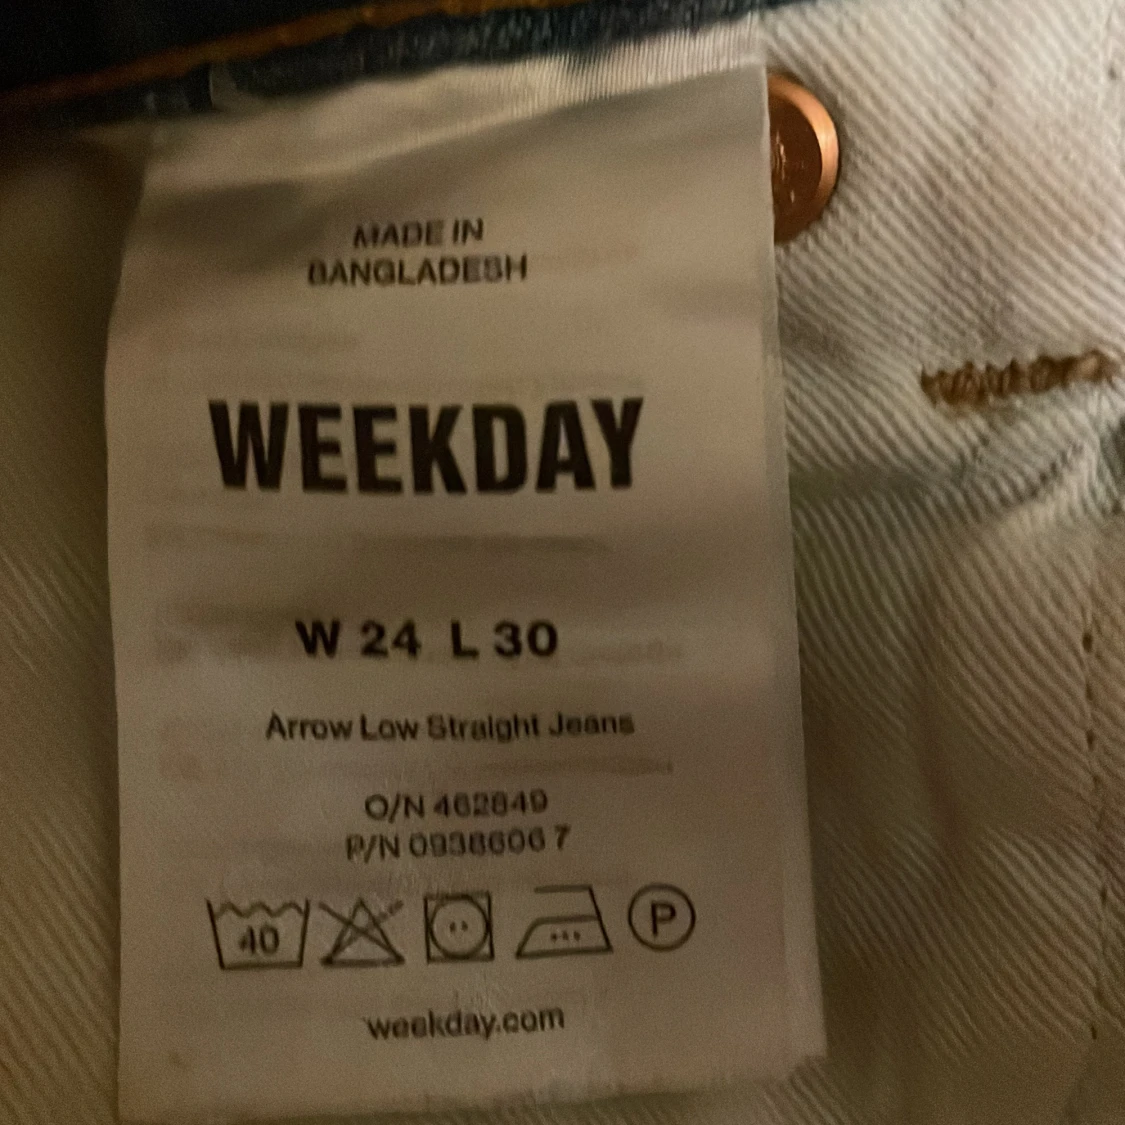 MADE IN
BANGLADESH
WEEKDAY
W 24 L 30
Arrow Low Straight Jeans
O/N 462849
P/N 0938606 7
40
P
weekday.com